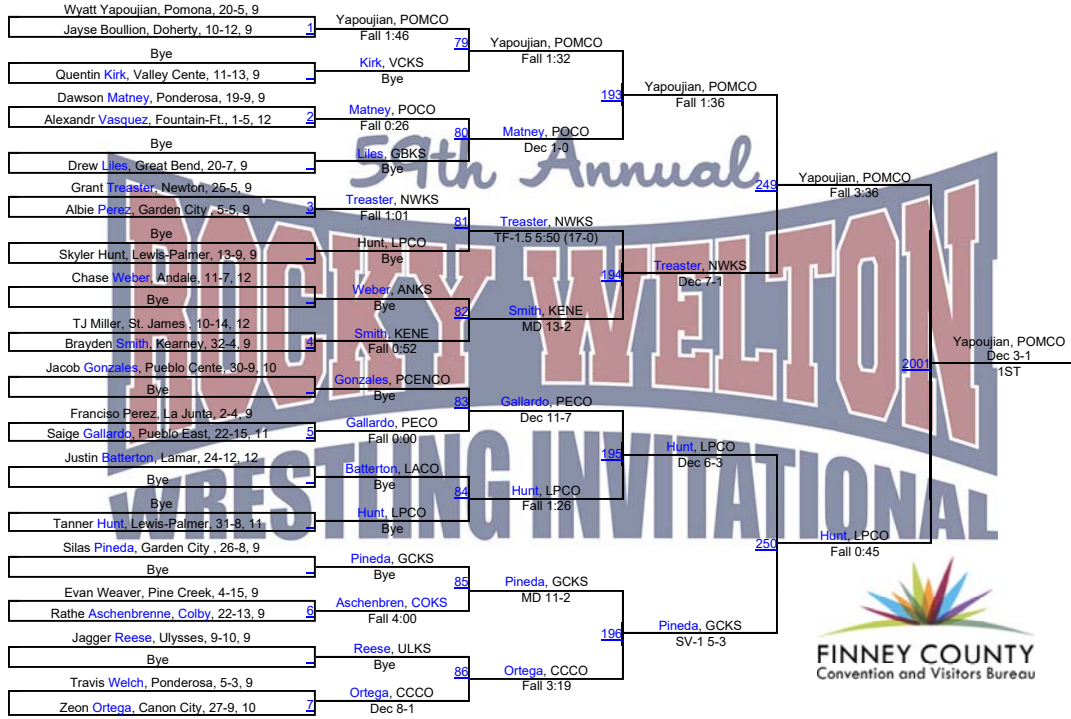 Wyatt Yapoujian, Pomona, 20-5, 9
Jayse Boullion, Doherty, 10-12, 9
1
Bye
Quentin Kirk, Valley Cente, 11-13, 9
Dawson Matney, Ponderosa, 19-9, 9
Alexandr Vasquez, Fountain-Ft., 1-5, 12
2
Bye
Drew Liles, Great Bend, 20-7, 9
Grant Treaster, Newton, 25-5, 9
Albie Perez, Garden City , 5-5, 9
3
Bye
Skyler Hunt, Lewis-Palmer, 13-9, 9
Chase Weber, Andale, 11-7, 12
Bye
TJ Miller, St. James , 10-14, 12
Brayden Smith, Kearney, 32-4, 9
4
Jacob Gonzales, Pueblo Cente, 30-9, 10
Bye
Franciso Perez, La Junta, 2-4, 9
Saige Gallardo, Pueblo East, 22-15, 11
5
Justin Batterton, Lamar, 24-12, 12
Bye
Bye
Tanner Hunt, Lewis-Palmer, 31-8, 11
Silas Pineda, Garden City , 26-8, 9
Bye
Evan Weaver, Pine Creek, 4-15, 9
Rathe Aschenbrenne, Colby, 22-13, 9
6
Jagger Reese, Ulysses, 9-10, 9
Bye
Travis Welch, Ponderosa, 5-3, 9
Zeon Ortega, Canon City, 27-9, 10
7
Yapoujian, POMCO
Fall 1:46
79
Kirk, VCKS
Bye
Matney, POCO
Fall 0:26
80
Liles, GBKS
Bye
Treaster, NWKS
Fall 1:01
81
Hunt, LPCO
Bye
Weber, ANKS
Bye
82
Smith, KENE
Fall 0:52
Gonzales, PCENCO
Bye
83
Gallardo, PECO
Fall 0:00
Batterton, LACO
Bye
84
Hunt, LPCO
Bye
Pineda, GCKS
Bye
85
Aschenbren, COKS
Fall 4:00
Reese, ULKS
Bye
86
Ortega, CCCO
Dec 8-1
Yapoujian, POMCO
Fall 1:32
193
Matney, POCO
Dec 1-0
Treaster, NWKS
TF-1.5 5:50 (17-0)
194
Smith, KENE
MD 13-2
Gallardo, PECO
Dec 11-7
195
Hunt, LPCO
Fall 1:26
Pineda, GCKS
MD 11-2
196
Ortega, CCCO
Fall 3:19
Yapoujian, POMCO
Fall 1:36
249
Treaster, NWKS
Dec 7-1
Hunt, LPCO
Dec 6-3
250
Pineda, GCKS
SV-1 5-3
Yapoujian, POMCO
Fall 3:36
2001
Hunt, LPCO
Fall 0:45
Yapoujian, POMCO
Dec 3-1
1ST
59th Annual
ROCKY WELTON
WRESTLING INVITATIONAL
FINNEY COUNTY
Convention and Visitors Bureau